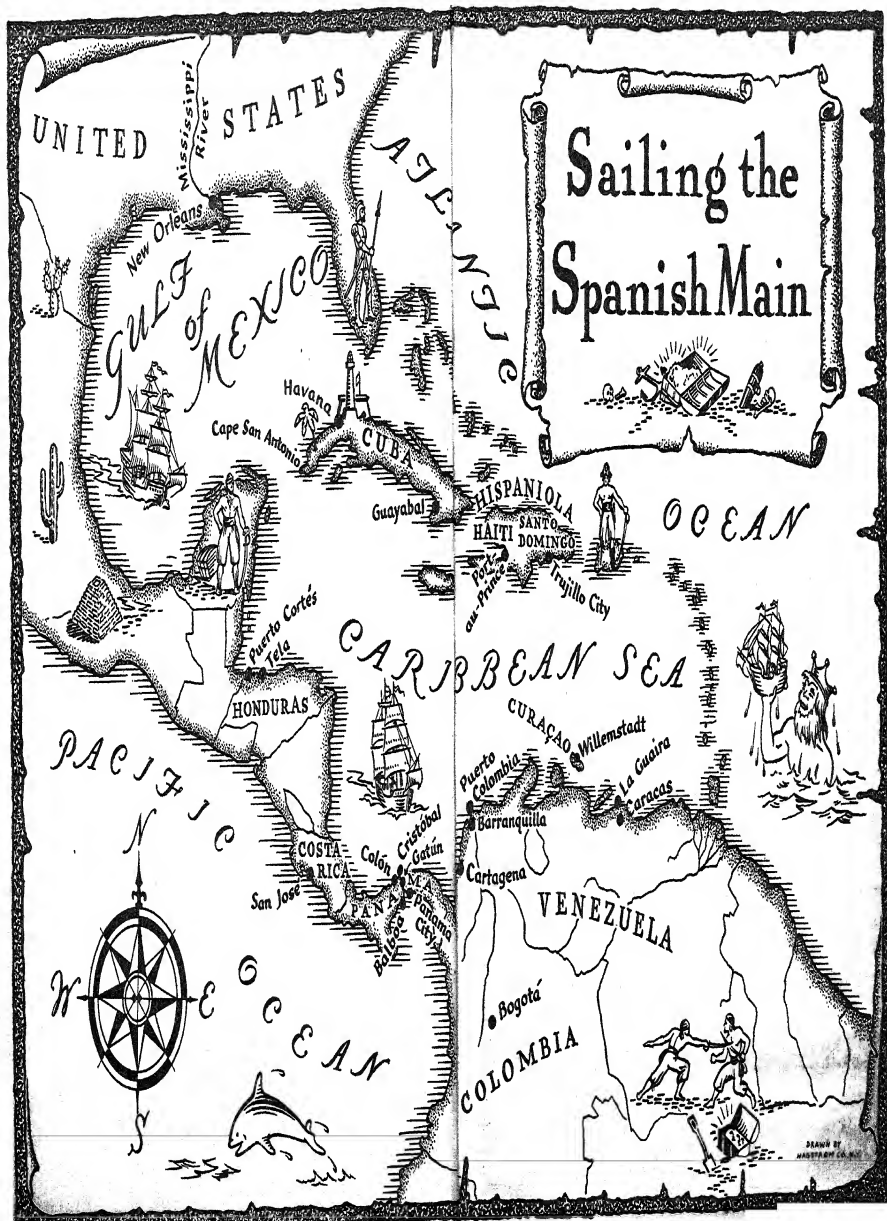 Sailing the
Spanish Main
UNITED STATES
Mississippi
River
New Orleans
GULF
of
MEXICO
ATLANTIC
OCEAN
Havana
Cape San Antonio
CUBA
Guayabal
HISPANIOLA
HAITI
SANTO
DOMINGO
Port-
au-Prince
Trujillo City
CARIBBEAN SEA
Puerto Cortés
Tela
HONDURAS
CURAÇAO
Willemstadt
La Guaira
Caracas
Puerto
Colombia
Barranquilla
Cartagena
PACIFIC
OCEAN
COSTA
RICA
San José
Colón
Cristóbal
Gatún
PANAMA
Balboa
Panama
City
VENEZUELA
Bogotá
COLOMBIA
N
W
E
S
DRAWN BY
HAGSTROM CO. N.Y.